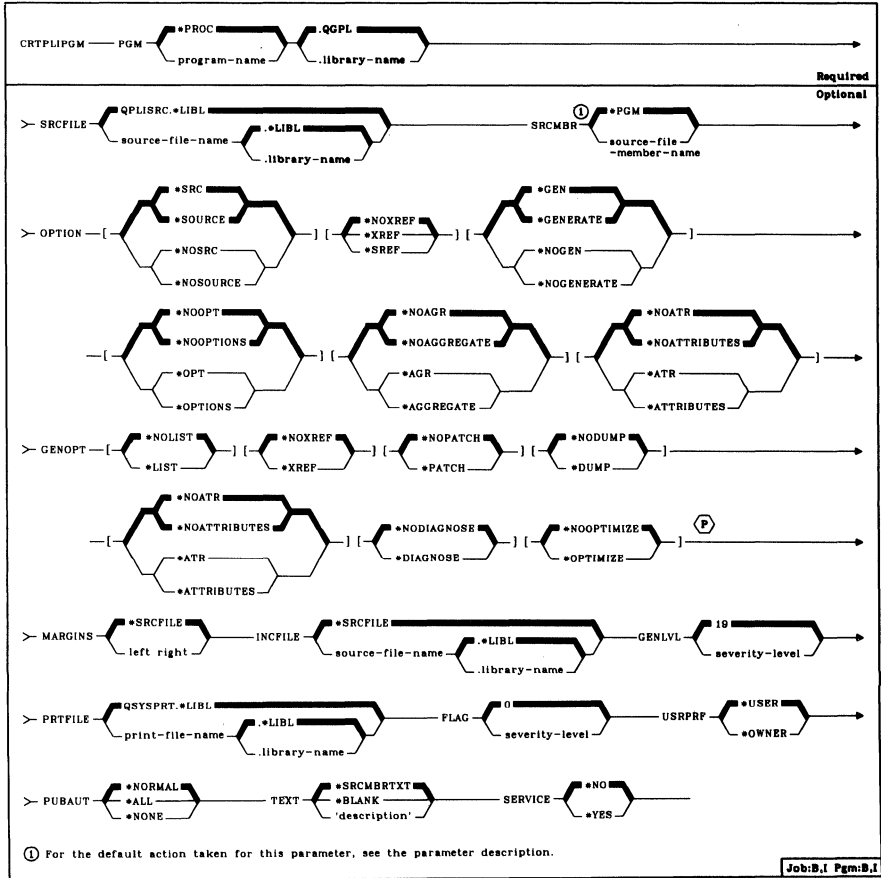 *PROC .QGPL
CRTPLIPGM PGM
program-name .library-name
Required
Optional
QPLISRC.*LIBL ① *PGM
SRCFILE .*LIBL SRCMBR
source-file-name source-file
.library-name -member-name
*SRC *GEN
*SOURCE *NOXREF *GENERATE
OPTION [ ] [ *XREF ] [ ]
*NOSRC *SREF *NOGEN
*NOSOURCE *NOGENERATE
*NOOPT *NOAGR *NOATR
*NOOPTIONS *NOAGGREGATE *NOATTRIBUTES
[ ] [ ] [ ]
*OPT *AGR *ATR
*OPTIONS *AGGREGATE *ATTRIBUTES
*NOLIST *NOXREF *NOPATCH *NODUMP
GENOPT [ ] [ ] [ ] [ ]
*LIST *XREF *PATCH *DUMP
*NOATR
*NOATTRIBUTES *NODIAGNOSE *NOOPTIMIZE P
[ ] [ ] [ ]
*ATR *DIAGNOSE *OPTIMIZE
*ATTRIBUTES
*SRCFILE *SRCFILE 19
MARGINS INCFILE .*LIBL GENLVL
left right source-file-name severity-level
.library-name
QSYSPRT.*LIBL 0 *USER
PRTFILE .*LIBL FLAG USRPRF
print-file-name severity-level *OWNER
.library-name
*NORMAL *SRCMBRTXT *NO
PUBAUT *ALL TEXT *BLANK SERVICE
*NONE 'description' *YES
① For the default action taken for this parameter, see the parameter description.
Job:B,I Pgm:B,I